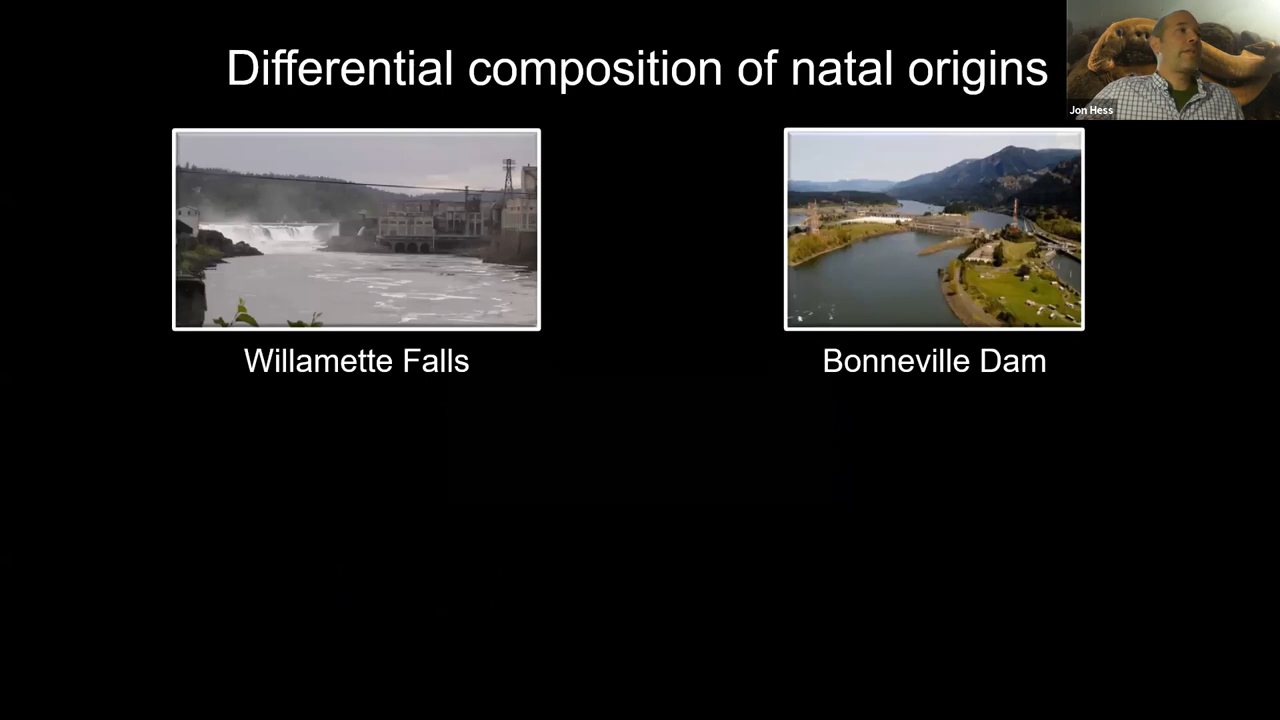 Differential composition of natal origins
Jon Hess
Willamette Falls
Bonneville Dam